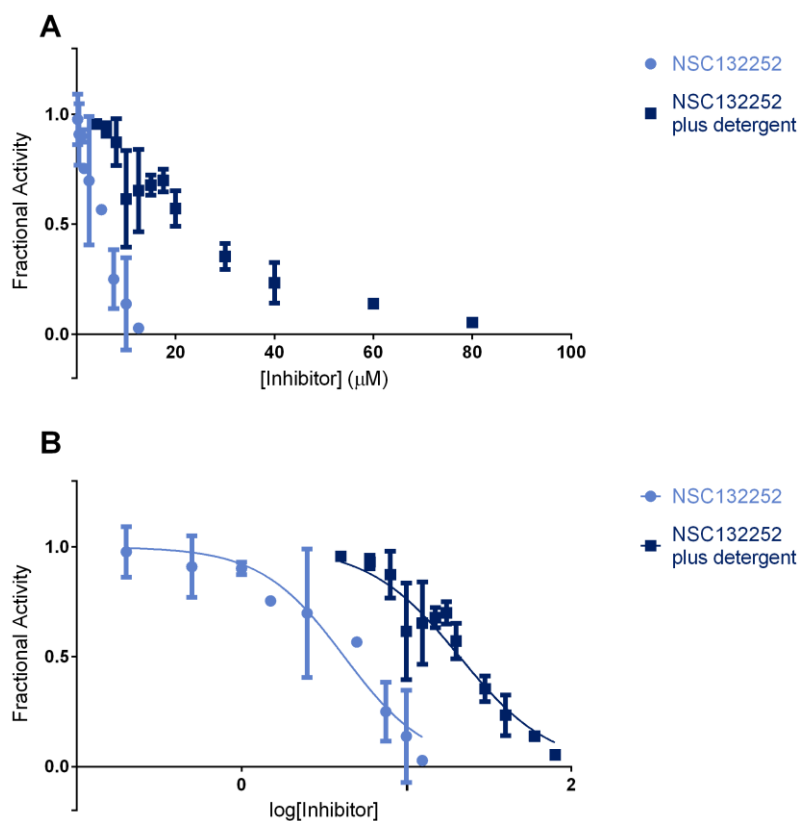 A
NSC132252
NSC132252
plus detergent
Fractional Activity
1.0
0.5
0.0
20
40
60
80
100
[Inhibitor] (μM)
B
NSC132252
NSC132252
plus detergent
Fractional Activity
1.0
0.5
0.0
0
2
log[Inhibitor]